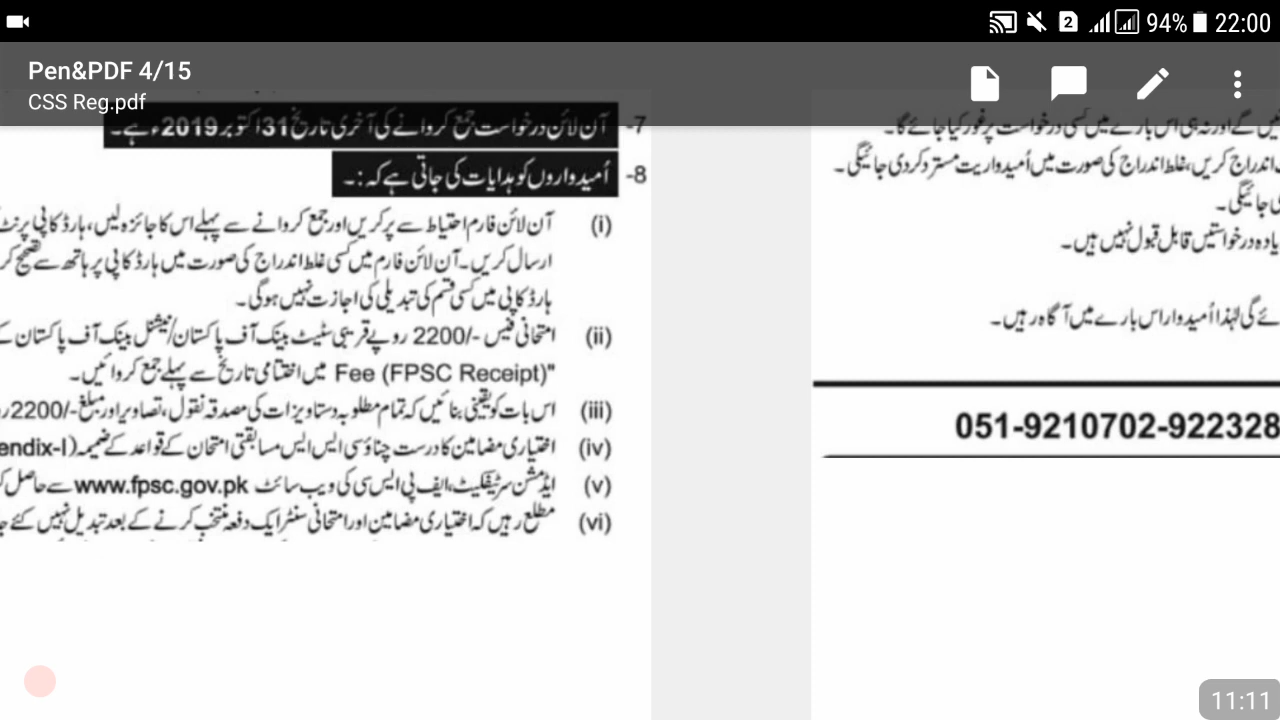 94% 22:00
Pen&PDF 4/15
CSS Reg.pdf
7- آن لائن درخواست جمع کروانے کی آخری تاریخ 31 اکتوبر 2019ء ہے۔
8- اُمیدواروں کو ہدایات کی جاتی ہے کہ:۔
(i) آن لائن فارم احتیاط سے پر کریں اور جمع کروانے سے پہلے اس کا جائزہ لیں، ہارڈ کاپی پرنٹ
ارسال کریں۔ آن لائن فارم میں کسی غلط اندراج کی صورت میں ہارڈ کاپی پر ہاتھ سے تصحیح کر
ہارڈ کاپی میں کسی قسم کی تبدیلی کی اجازت نہیں ہوگی۔
(ii) امتحانی فیس -/2200 روپے قریبی سٹیٹ بینک آف پاکستان/نیشنل بینک آف پاکستان کے
"Fee (FPSC Receipt) میں اختتامی تاریخ سے پہلے جمع کروائیں۔
(iii) اس بات کو یقینی بنائیں کہ تمام مطلوبہ دستاویزات کی مصدقہ نقول، تصاویر اور مبلغ -/2200
(iv) اختیاری مضامین کا درست چناؤ سی ایس ایس مسابقتی امتحان کے قواعد کے ضمیمہ (endix-I
(v) ایڈمشن سرٹیفکیٹ، ایف پی ایس سی کی ویب سائٹ www.fpsc.gov.pk سے حاصل
(vi) مطلع رہیں کہ اختیاری مضامین اور امتحانی سنٹر ایک دفعہ منتخب کرنے کے بعد تبدیل نہیں کئے
گے اور نہ ہی اس بارے میں کسی درخواست پر غور کیا جائے گا۔
اندراج کریں، غلط اندراج کی صورت میں اُمیدواریت مسترد کر دی جائیگی۔
جائیگی۔
درخواستیں قابل قبول نہیں ہیں۔
گی لہٰذا اُمیدوار اس بارے میں آگاہ رہیں۔
051-9210702-922328
11:11